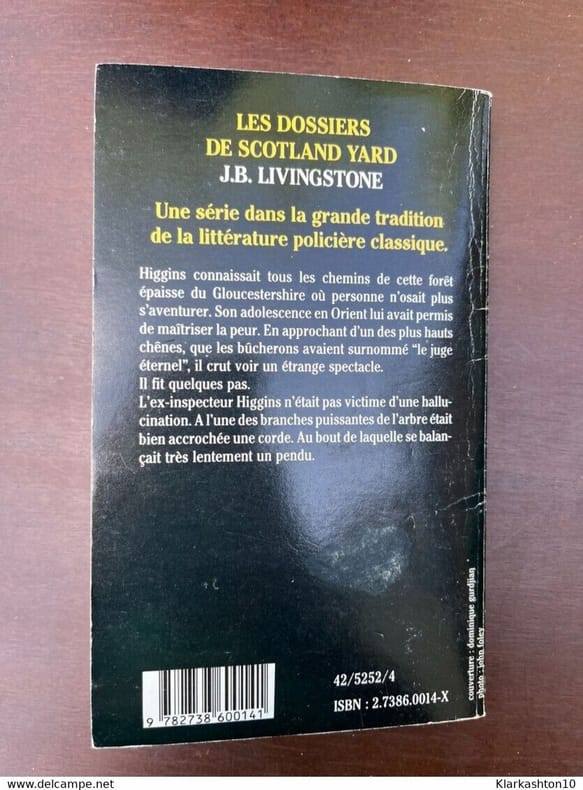 LES DOSSIERS
DE SCOTLAND YARD
J.B. LIVINGSTONE
Une série dans la grande tradition
de la littérature policière classique.
Higgins connaissait tous les chemins de cette forêt
épaisse du Gloucestershire où personne n'osait plus
s'aventurer. Son adolescence en Orient lui avait permis
de maîtriser la peur. En approchant d'un des plus hauts
chênes, que les bûcherons avaient surnommé "le juge
éternel", il crut voir un étrange spectacle.
Il fit quelques pas.
L'ex-inspecteur Higgins n'était pas victime d'une hallu-
cination. A l'une des branches puissantes de l'arbre était
bien accrochée une corde. Au bout de laquelle se balan-
çait très lentement un pendu.
couverture : dominique gurdjian
photo : john foley
42/5252/4
ISBN : 2.7386.0014-X
9 782738 600141
www.delcampe.net
Klarkashton10